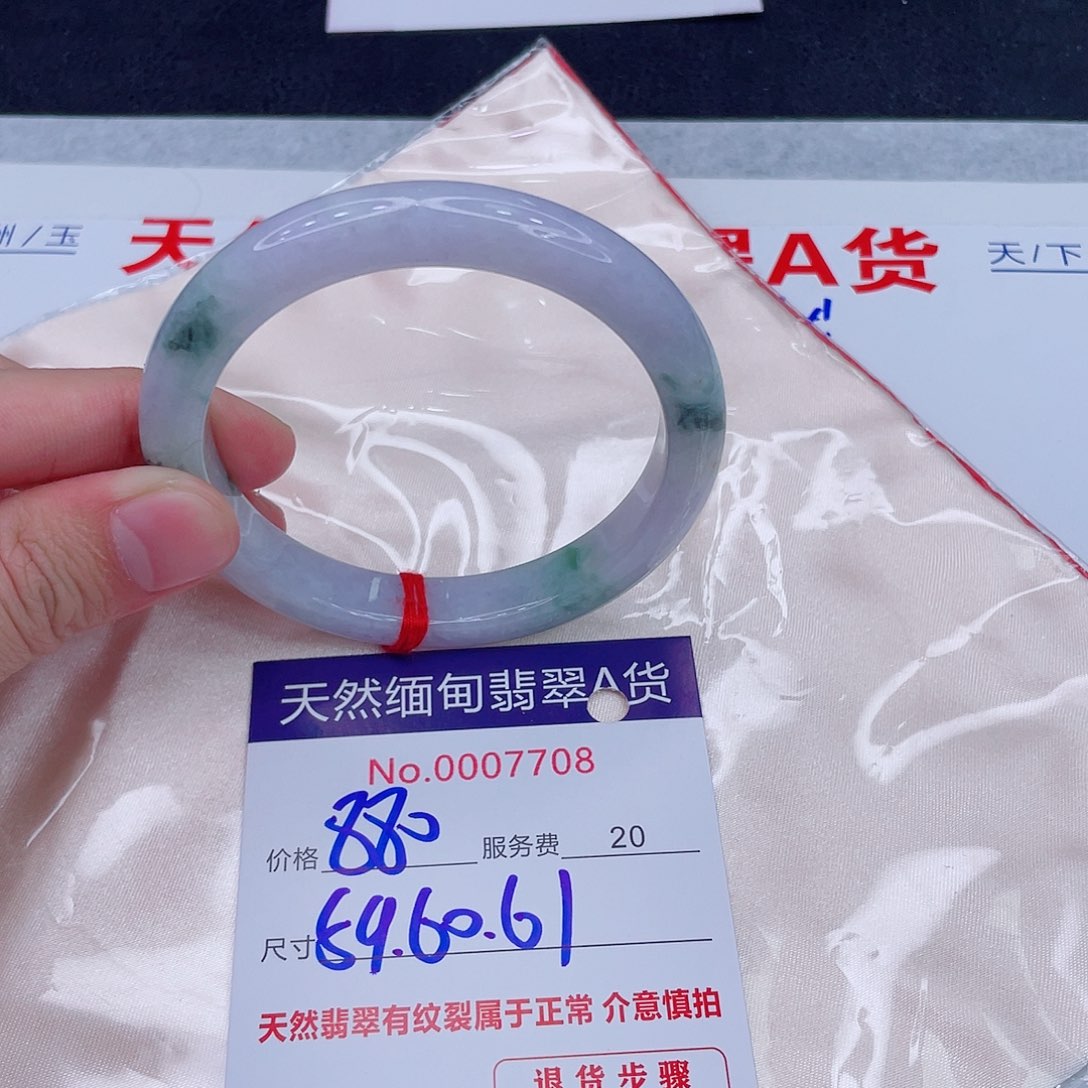 州/玉
天
翠A货
天/下
天然缅甸翡翠A货
No.0007708
价格 880 服务费 20
尺寸 59.60.61
天然翡翠有纹裂属于正常 介意慎拍
退货步骤